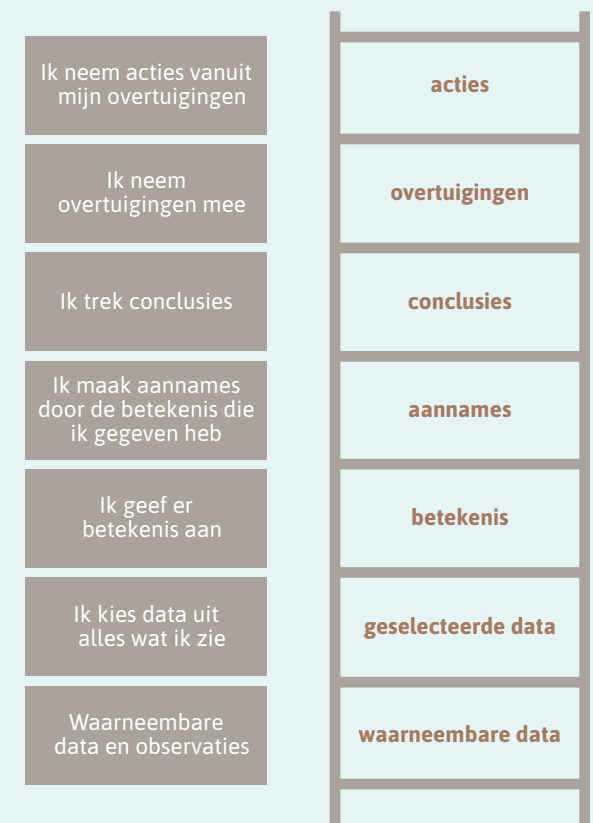 Ik neem acties vanuit
mijn overtuigingen
acties
Ik neem
overtuigingen mee
overtuigingen
Ik trek conclusies
conclusies
Ik maak aannames
door de betekenis die
ik gegeven heb
aannames
Ik geef er
betekenis aan
betekenis
Ik kies data uit
alles wat ik zie
geselecteerde data
Waarneembare
data en observaties
waarneembare data